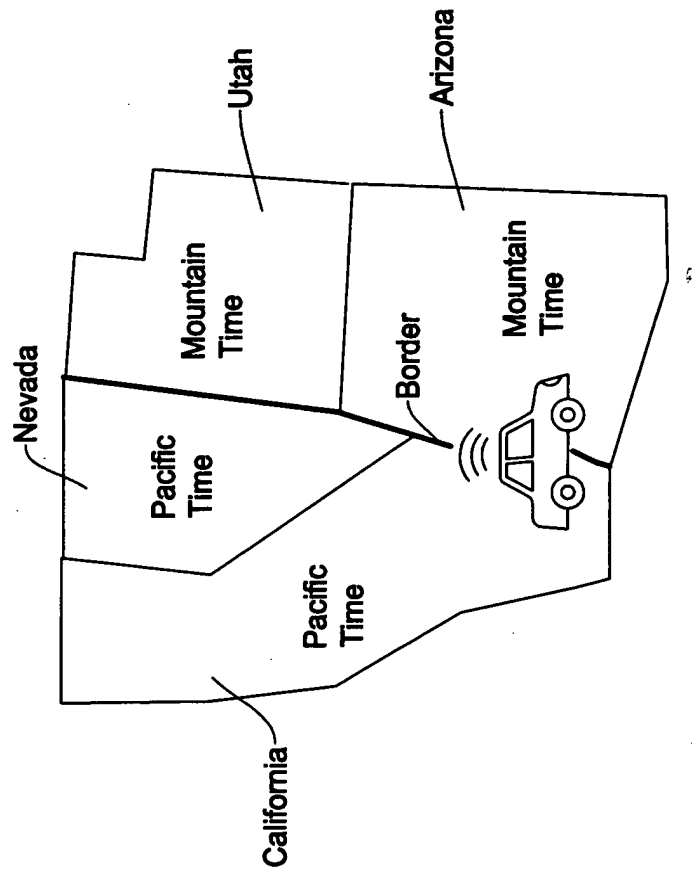 Nevada
Utah
Pacific
Time
Mountain
Time
Pacific
Time
Border
Mountain
Time
California
Arizona